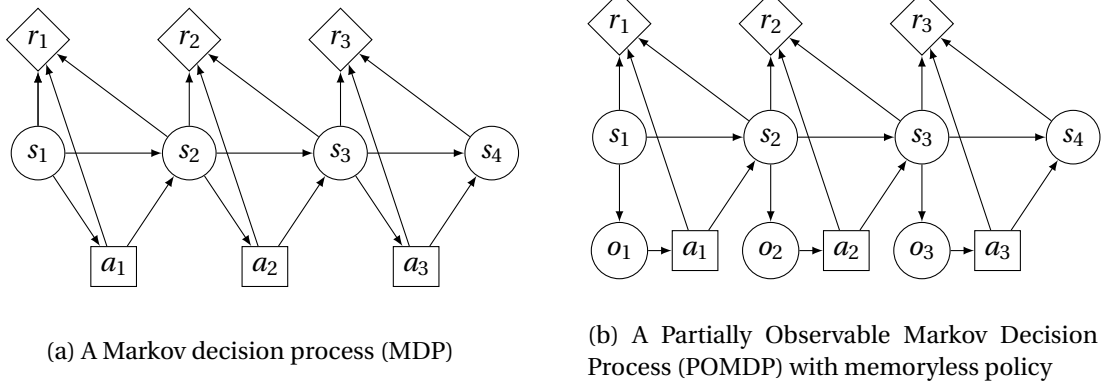 r1 r2 r3
s1 s2 s3 s4
a1 a2 a3
(a) A Markov decision process (MDP)
r1 r2 r3
s1 s2 s3 s4
o1 a1 o2 a2 o3 a3
(b) A Partially Observable Markov Decision
Process (POMDP) with memoryless policy